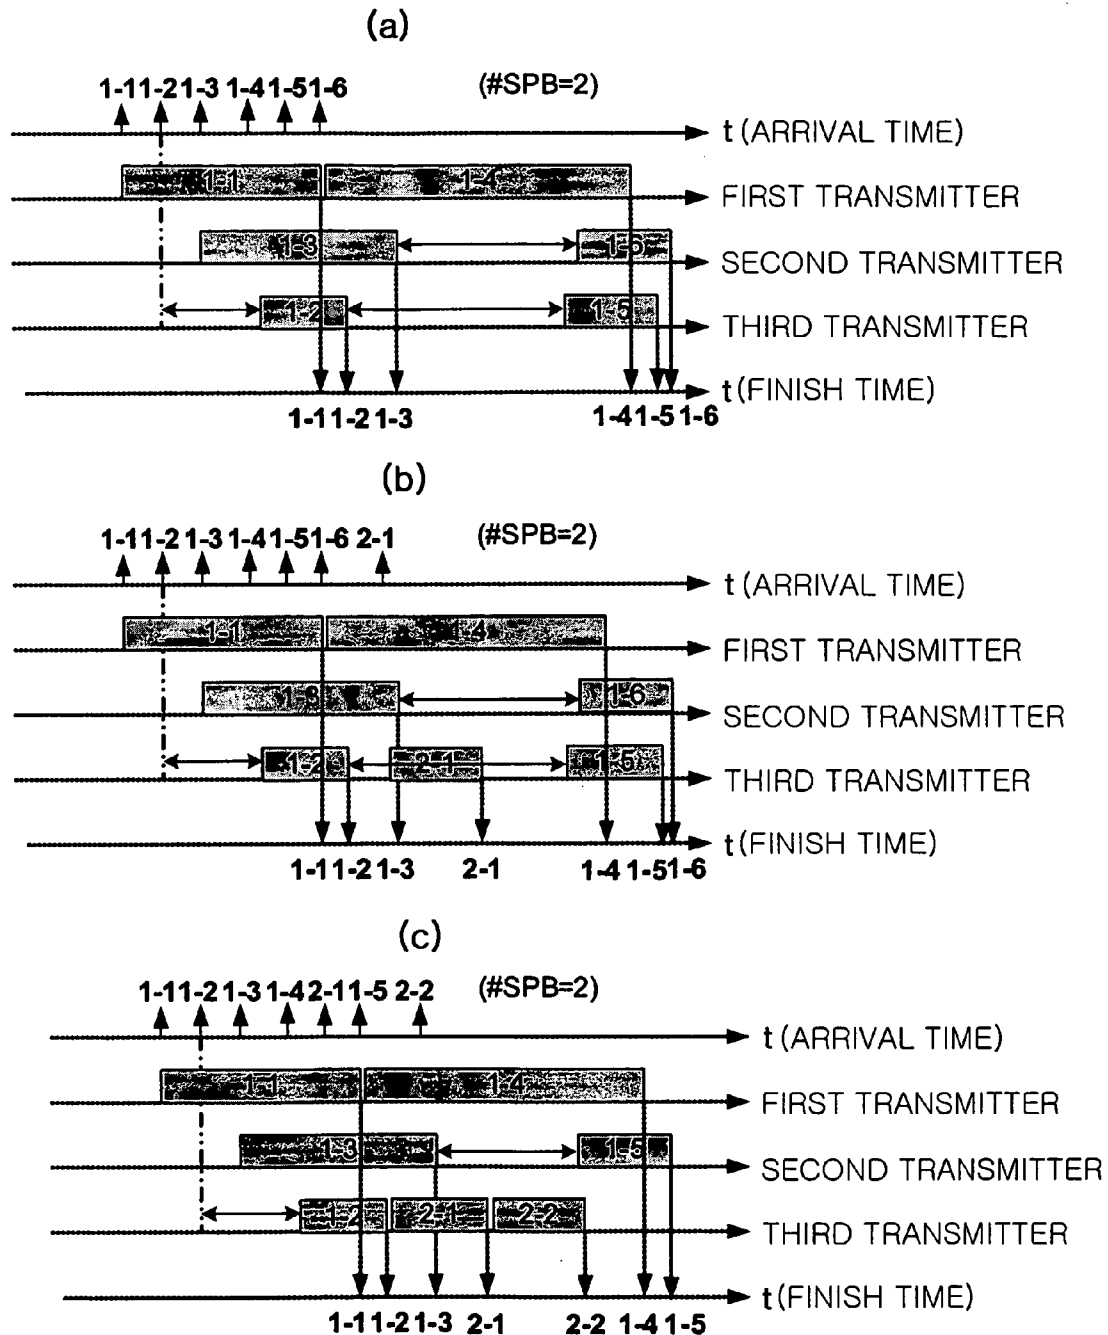 (a)
1-1 1-2 1-3 1-4 1-5 1-6 (#SPB=2)
t (ARRIVAL TIME)
1-1 1-4
FIRST TRANSMITTER
1-3 1-6
SECOND TRANSMITTER
1-2 1-5
THIRD TRANSMITTER
t (FINISH TIME)
1-1 1-2 1-3 1-4 1-5 1-6
(b)
1-1 1-2 1-3 1-4 1-5 1-6 2-1 (#SPB=2)
t (ARRIVAL TIME)
1-1 1-4
FIRST TRANSMITTER
1-3 1-6
SECOND TRANSMITTER
1-2 2-1 1-5
THIRD TRANSMITTER
t (FINISH TIME)
1-1 1-2 1-3 2-1 1-4 1-5 1-6
(c)
1-1 1-2 1-3 1-4 2-1 1-5 2-2 (#SPB=2)
t (ARRIVAL TIME)
1-1 1-4
FIRST TRANSMITTER
1-3 1-5
SECOND TRANSMITTER
1-2 2-1 2-2
THIRD TRANSMITTER
t (FINISH TIME)
1-1 1-2 1-3 2-1 2-2 1-4 1-5